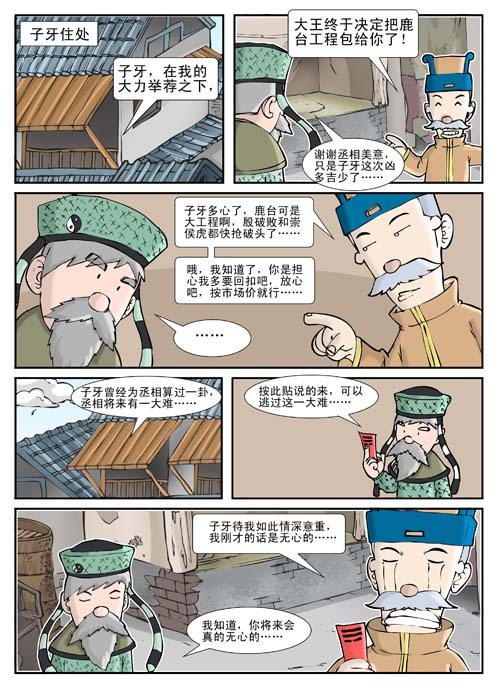 子牙住处
子牙，在我的
大力举荐之下，
大王终于决定把鹿
台工程包给你了！
谢谢丞相美意，
只是子牙这次凶
多吉少了……
子牙多心了，鹿台可是
大工程啊，殷破败和崇
侯虎都快抢破头了……
哦，我知道了，你是担
心我多要回扣吧，放心
吧，按市场价就行……
……
子牙曾经为丞相算过一卦，
丞相将来有一大难……
按此贴说的来，可以
逃过这一大难……
子牙待我如此情深意重，
我刚才的话是无心的……
我知道，你将来会
真的无心的……